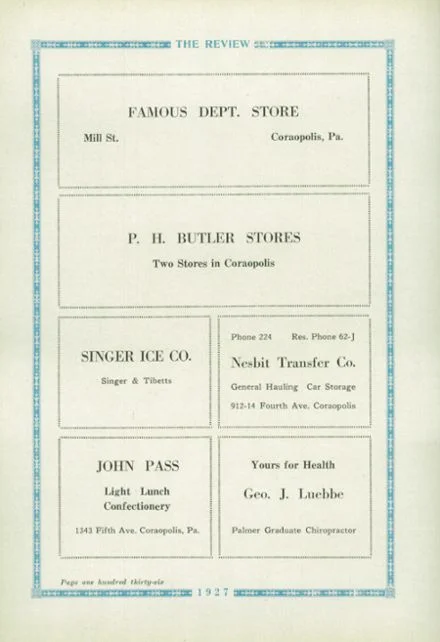 THE REVIEW
FAMOUS DEPT. STORE
Mill St. Coraopolis, Pa.
P. H. BUTLER STORES
Two Stores in Coraopolis
SINGER ICE CO.
Singer & Tibetts
Phone 224 Res. Phone 62-J
Nesbit Transfer Co.
General Hauling Car Storage
912-14 Fourth Ave. Coraopolis
JOHN PASS
Light Lunch
Confectionery
1343 Fifth Ave. Coraopolis, Pa.
Yours for Health
Geo. J. Luebbe
Palmer Graduate Chiropractor
Page one hundred thirty-six
1927